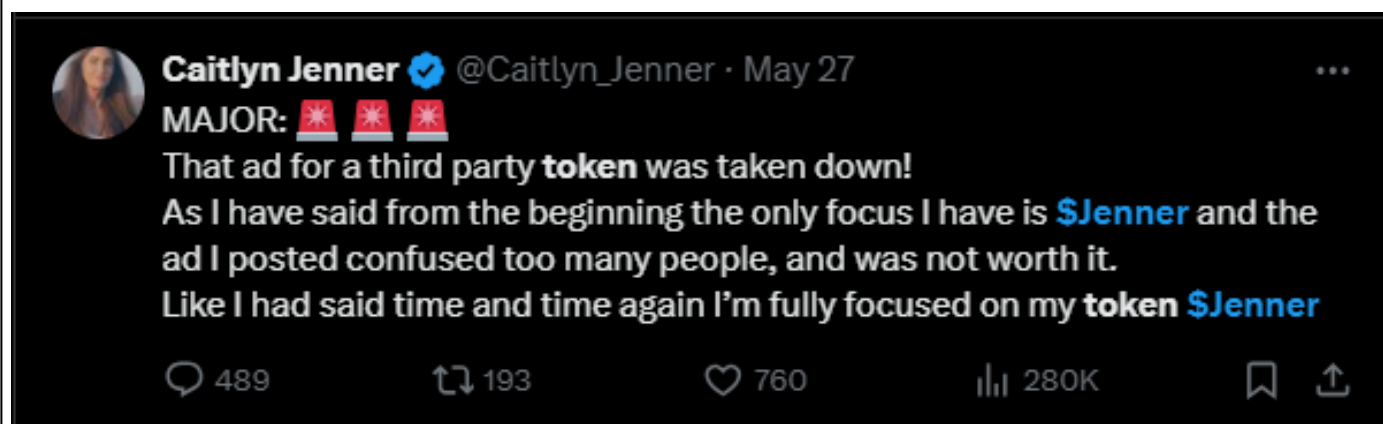 Caitlyn Jenner @Caitlyn_Jenner · May 27
MAJOR: 🚨 🚨 🚨
That ad for a third party token was taken down!
As I have said from the beginning the only focus I have is $Jenner and the
ad I posted confused too many people, and was not worth it.
Like I had said time and time again I’m fully focused on my token $Jenner
489 193 760 280K